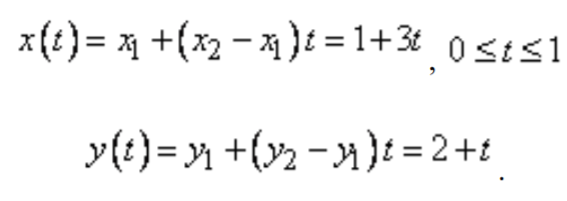 x(t) = x₁ + (x₂ − x₁)t = 1 + 3t , 0 ≤ t ≤ 1
y(t) = y₁ + (y₂ − y₁)t = 2 + t .